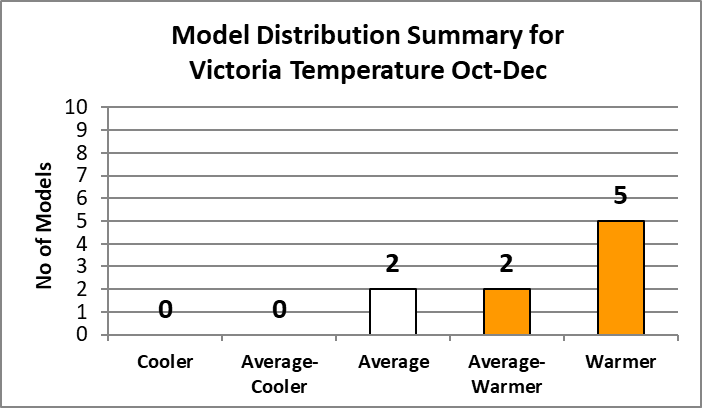 Model Distribution Summary for
Victoria Temperature Oct-Dec
No of Models
10
9
8
7
6
5
4
3
2
1
0
0
0
2
2
5
Cooler
Average-
Cooler
Average
Average-
Warmer
Warmer